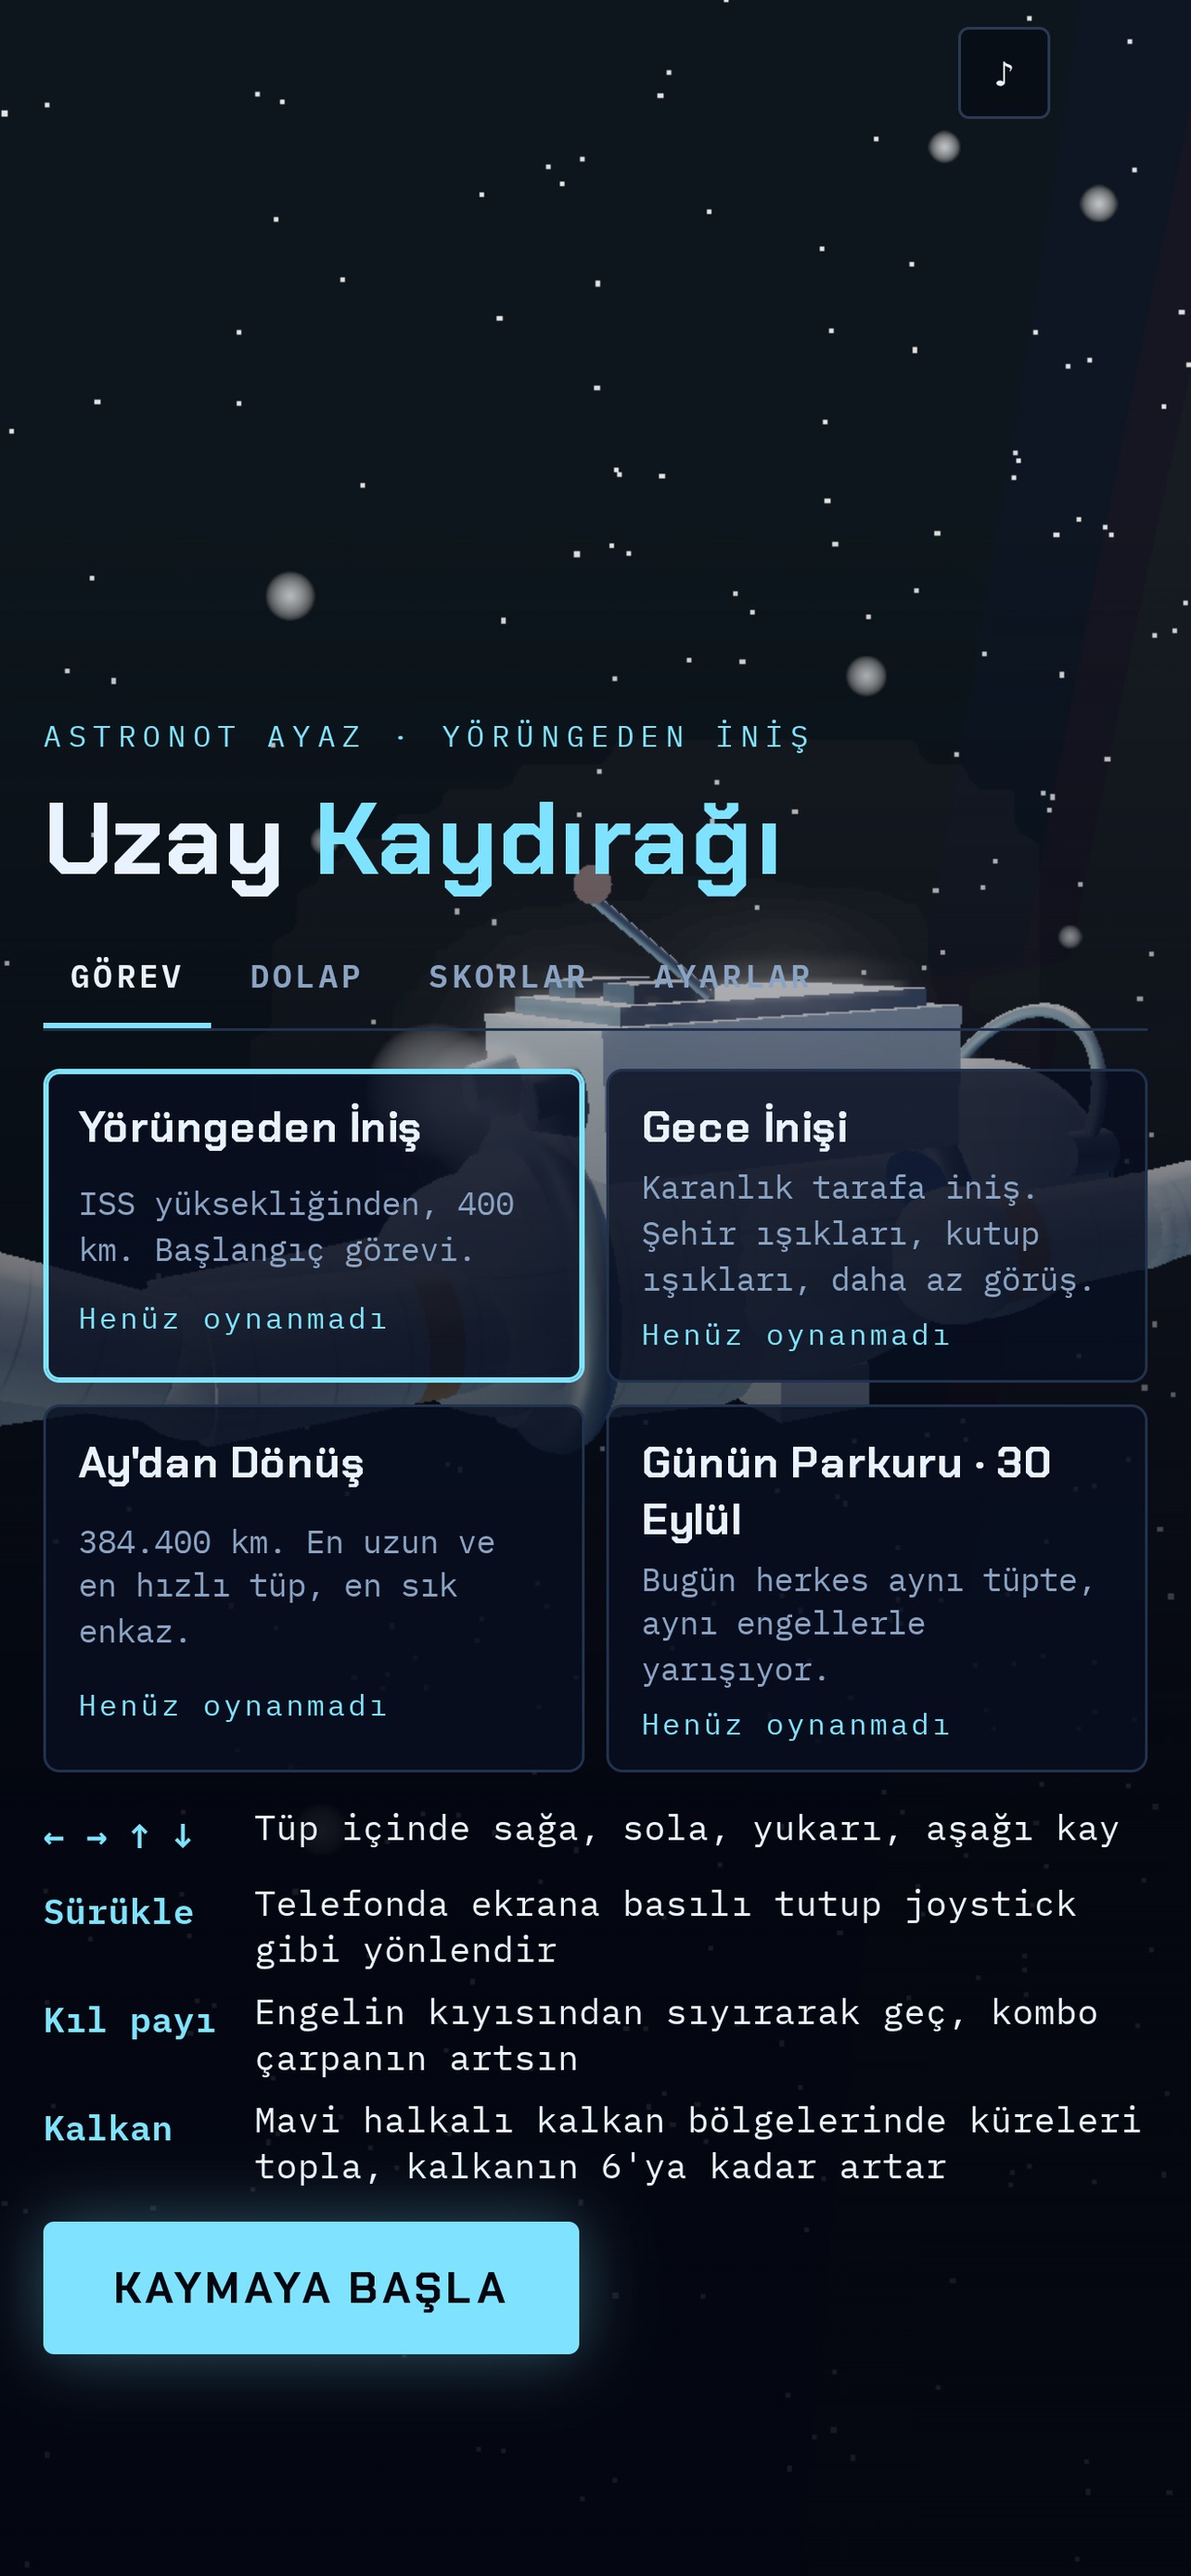 ♪
ASTRONOT AYAZ · YÖRÜNGEDEN İNİŞ
Uzay Kaydırağı
GÖREV DOLAP SKORLAR AYARLAR
Yörüngeden İniş
ISS yüksekliğinden, 400
km. Başlangıç görevi.
Henüz oynanmadı
Gece İnişi
Karanlık tarafa iniş.
Şehir ışıkları, kutup
ışıkları, daha az görüş.
Henüz oynanmadı
Ay'dan Dönüş
384.400 km. En uzun ve
en hızlı tüp, en sık
enkaz.
Henüz oynanmadı
Günün Parkuru · 30
Eylül
Bugün herkes aynı tüpte,
aynı engellerle
yarışıyor.
Henüz oynanmadı
← → ↑ ↓ Tüp içinde sağa, sola, yukarı, aşağı kay
Sürükle Telefonda ekrana basılı tutup joystick
gibi yönlendir
Kıl payı Engelin kıyısından sıyırarak geç, kombo
çarpanın artsın
Kalkan Mavi halkalı kalkan bölgelerinde küreleri
topla, kalkanın 6'ya kadar artar
KAYMAYA BAŞLA